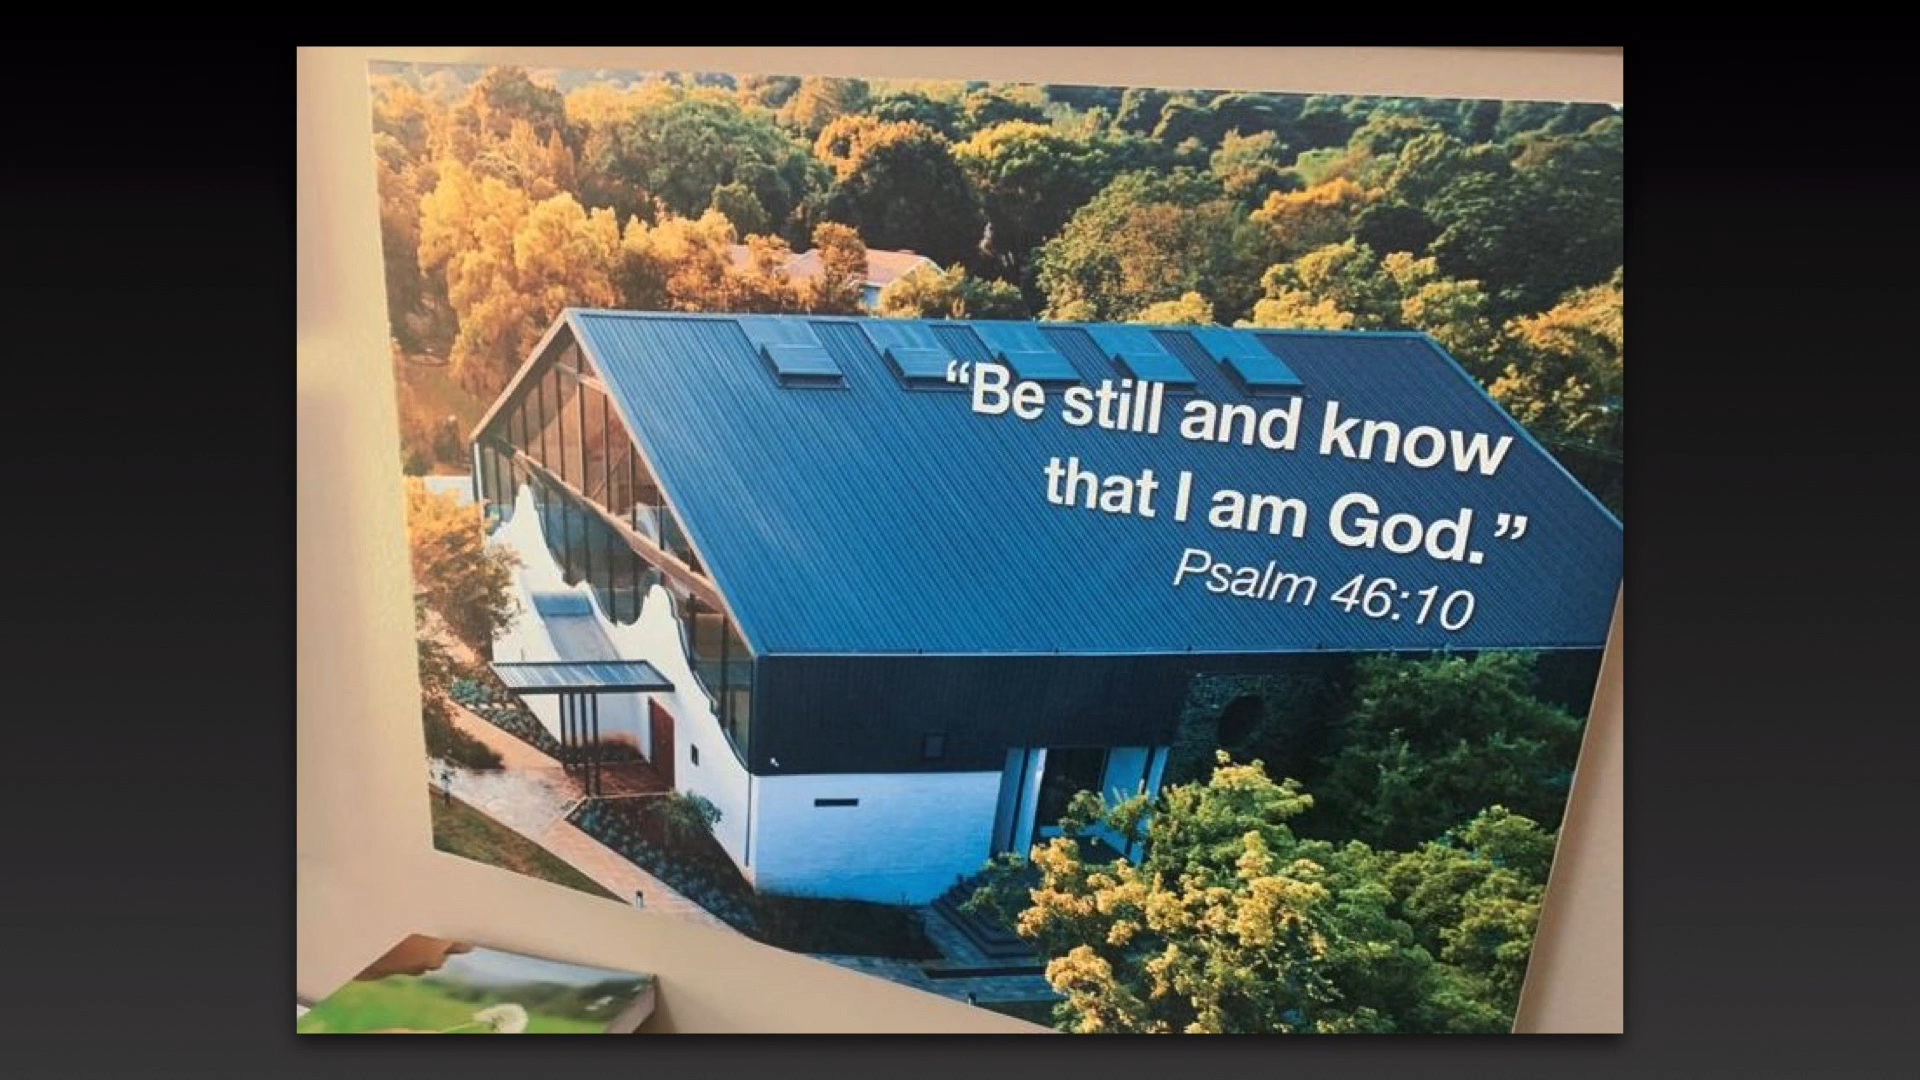 “Be still and know
that I am God.”
Psalm 46:10